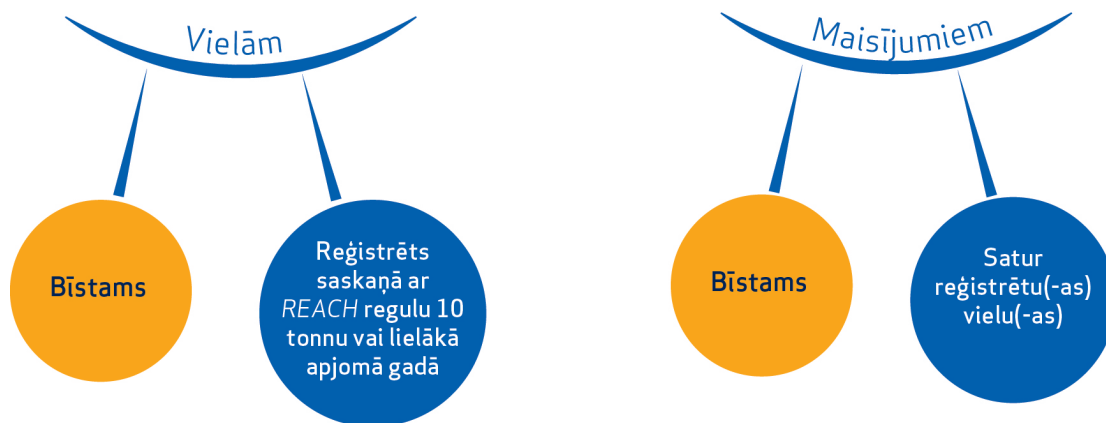 Vielām
Bīstams
Reģistrēts
saskaņā ar
REACH regulu 10
tonnu vai lielākā
apjomā gadā
Maisījumiem
Bīstams
Satur
reģistrētu(-as)
vielu(-as)